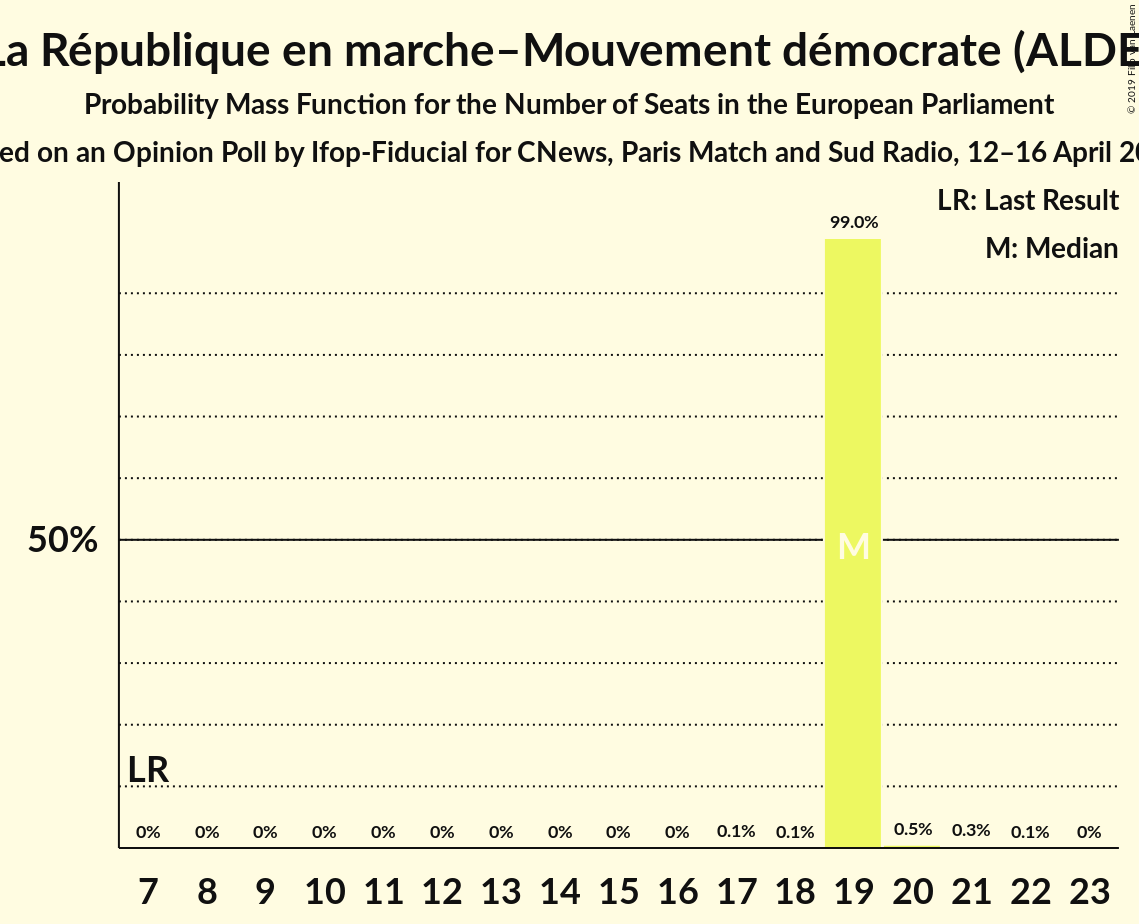 La République en marche–Mouvement démocrate (ALDE
Probability Mass Function for the Number of Seats in the European Parliament
ed on an Opinion Poll by Ifop-Fiducial for CNews, Paris Match and Sud Radio, 12–16 April 20
© 2019
LR: Last Result
M: Median
99.0%
50%
M
LR
0% 0% 0% 0% 0% 0% 0% 0% 0% 0% 0.1% 0.1% 0.5% 0.3% 0.1% 0%
7 8 9 10 11 12 13 14 15 16 17 18 19 20 21 22 23